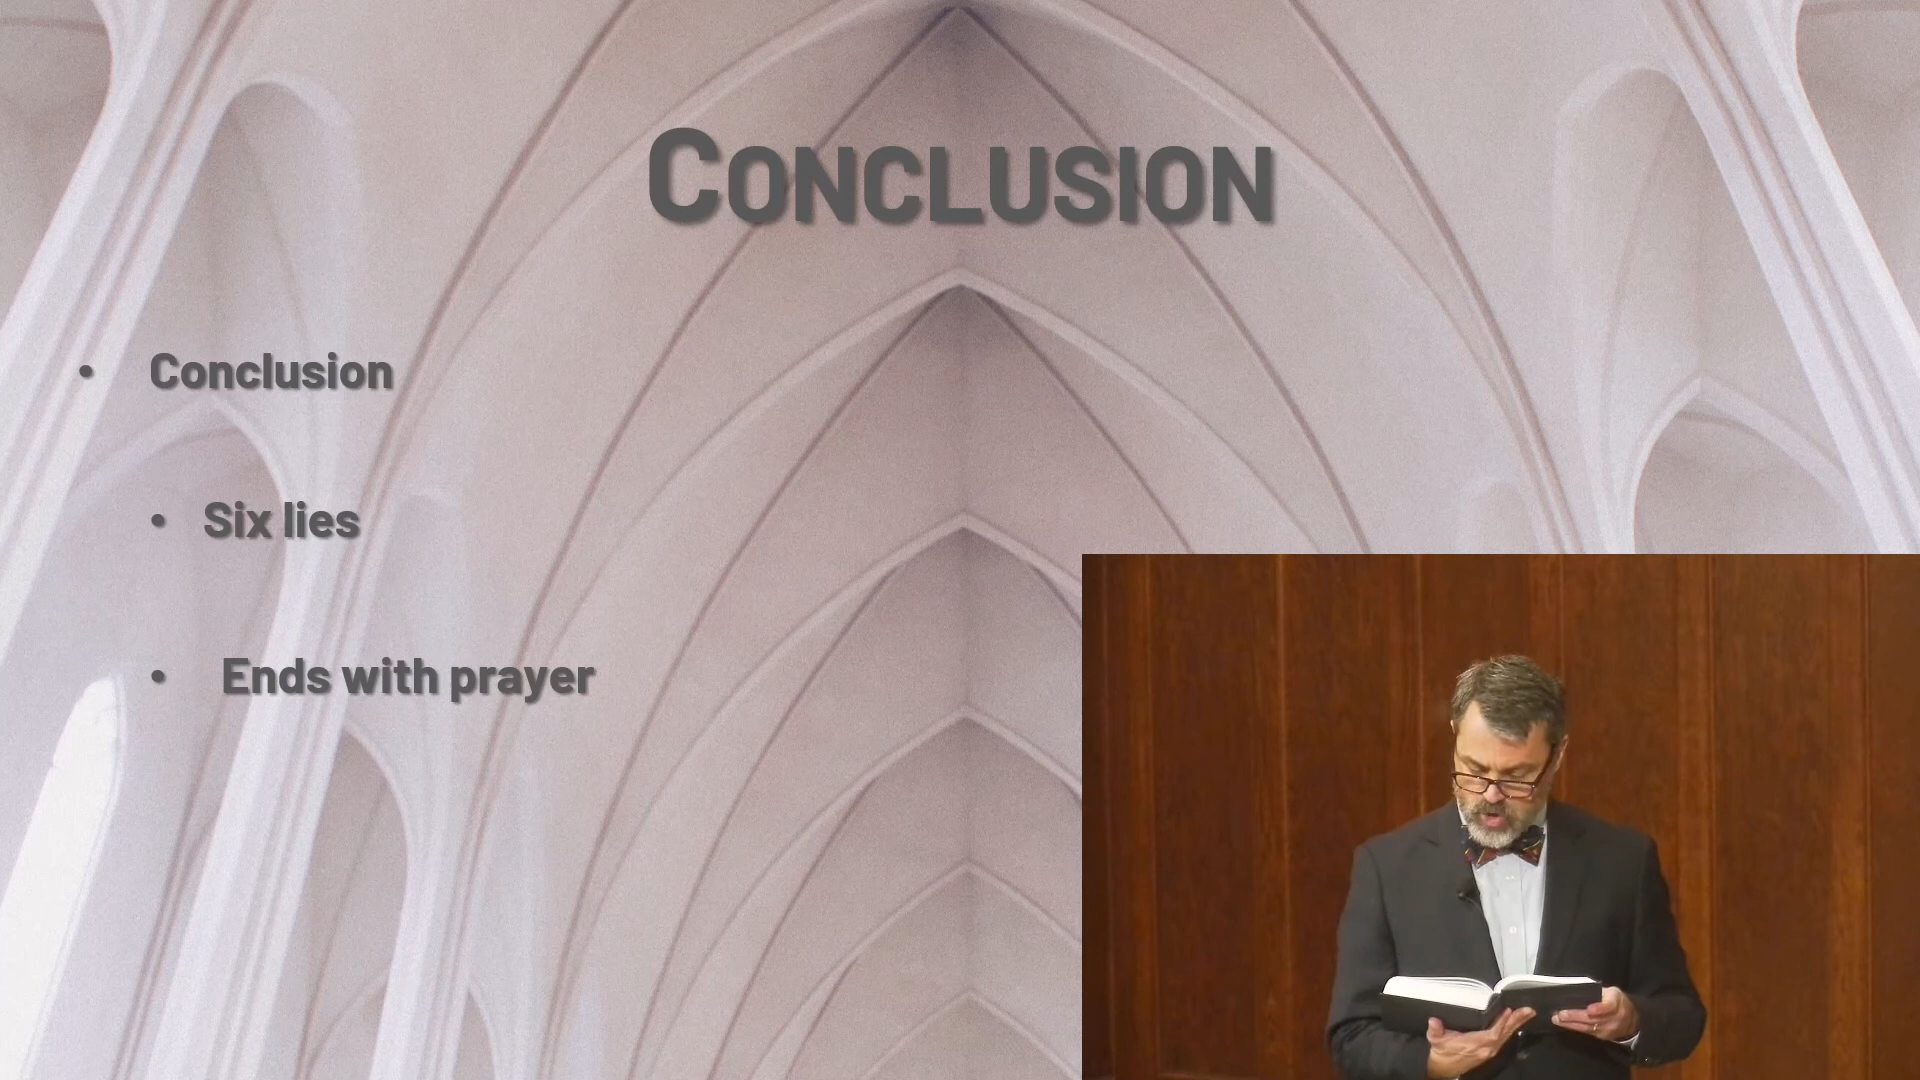 CONCLUSION
• Conclusion
• Six lies
• Ends with prayer